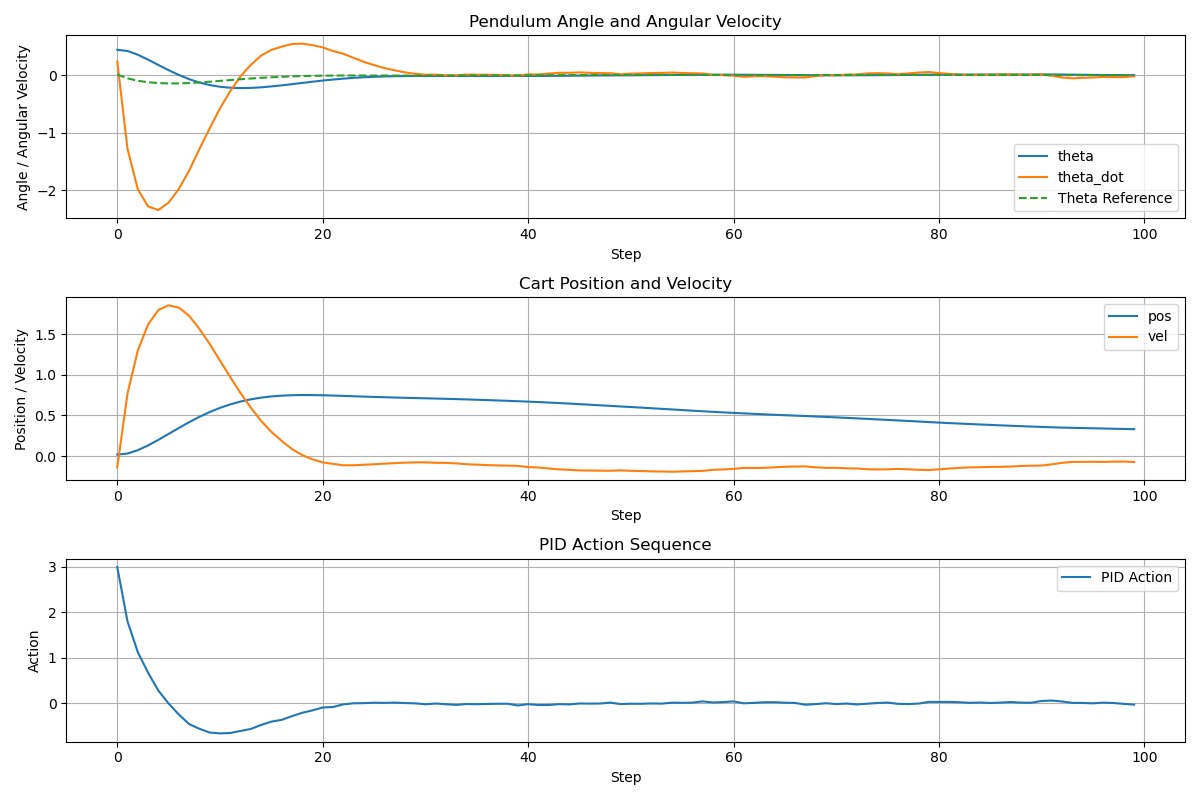 Pendulum Angle and Angular Velocity
Angle / Angular Velocity
0
−1
−2
theta
theta_dot
Theta Reference
0 20 40 60 80 100
Step
Cart Position and Velocity
Position / Velocity
1.5
1.0
0.5
0.0
pos
vel
0 20 40 60 80 100
Step
PID Action Sequence
Action
3
2
1
0
PID Action
0 20 40 60 80 100
Step